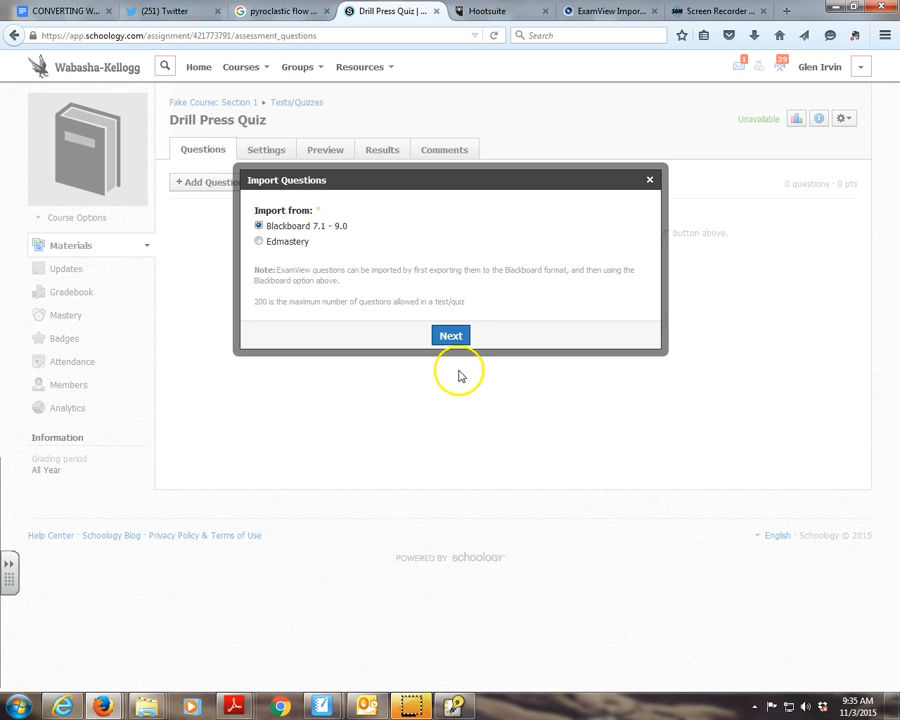 CONVERTING W...
(251) Twitter
pyroclastic flow ...
Drill Press Quiz | ...
Hootsuite
ExamView Impor...
Screen Recorder ...
https://app.schoology.com/assignment/421773791/assessment_questions
Search
Wabasha-Kellogg
Home
Courses
Groups
Resources
1
39
Glen Irvin
Fake Course: Section 1 ▸ Tests/Quizzes
Drill Press Quiz
Unavailable
Questions
Settings
Preview
Results
Comments
+ Add Questio
0 questions · 0 pts
Import Questions
Import from: *
Blackboard 7.1 - 9.0
Edmastery
" button above.
Note: ExamView questions can be imported by first exporting them to the Blackboard format, and then using the
Blackboard option above.
200 is the maximum number of questions allowed in a test/quiz
Next
Course Options
Materials
Updates
Gradebook
Mastery
Badges
Attendance
Members
Analytics
Information
Grading period
All Year
Help Center · Schoology Blog · Privacy Policy & Terms of Use
English · Schoology © 2015
POWERED BY schoology
9:35 AM
11/3/2015